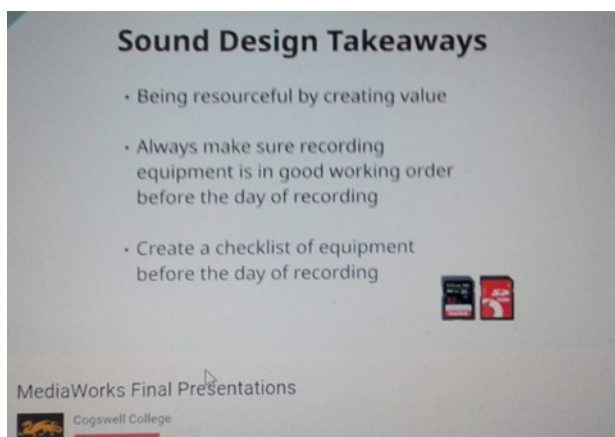 Sound Design Takeaways
• Being resourceful by creating value
• Always make sure recording
equipment is in good working order
before the day of recording
• Create a checklist of equipment
before the day of recording
MediaWorks Final Presentations
Cogswell College